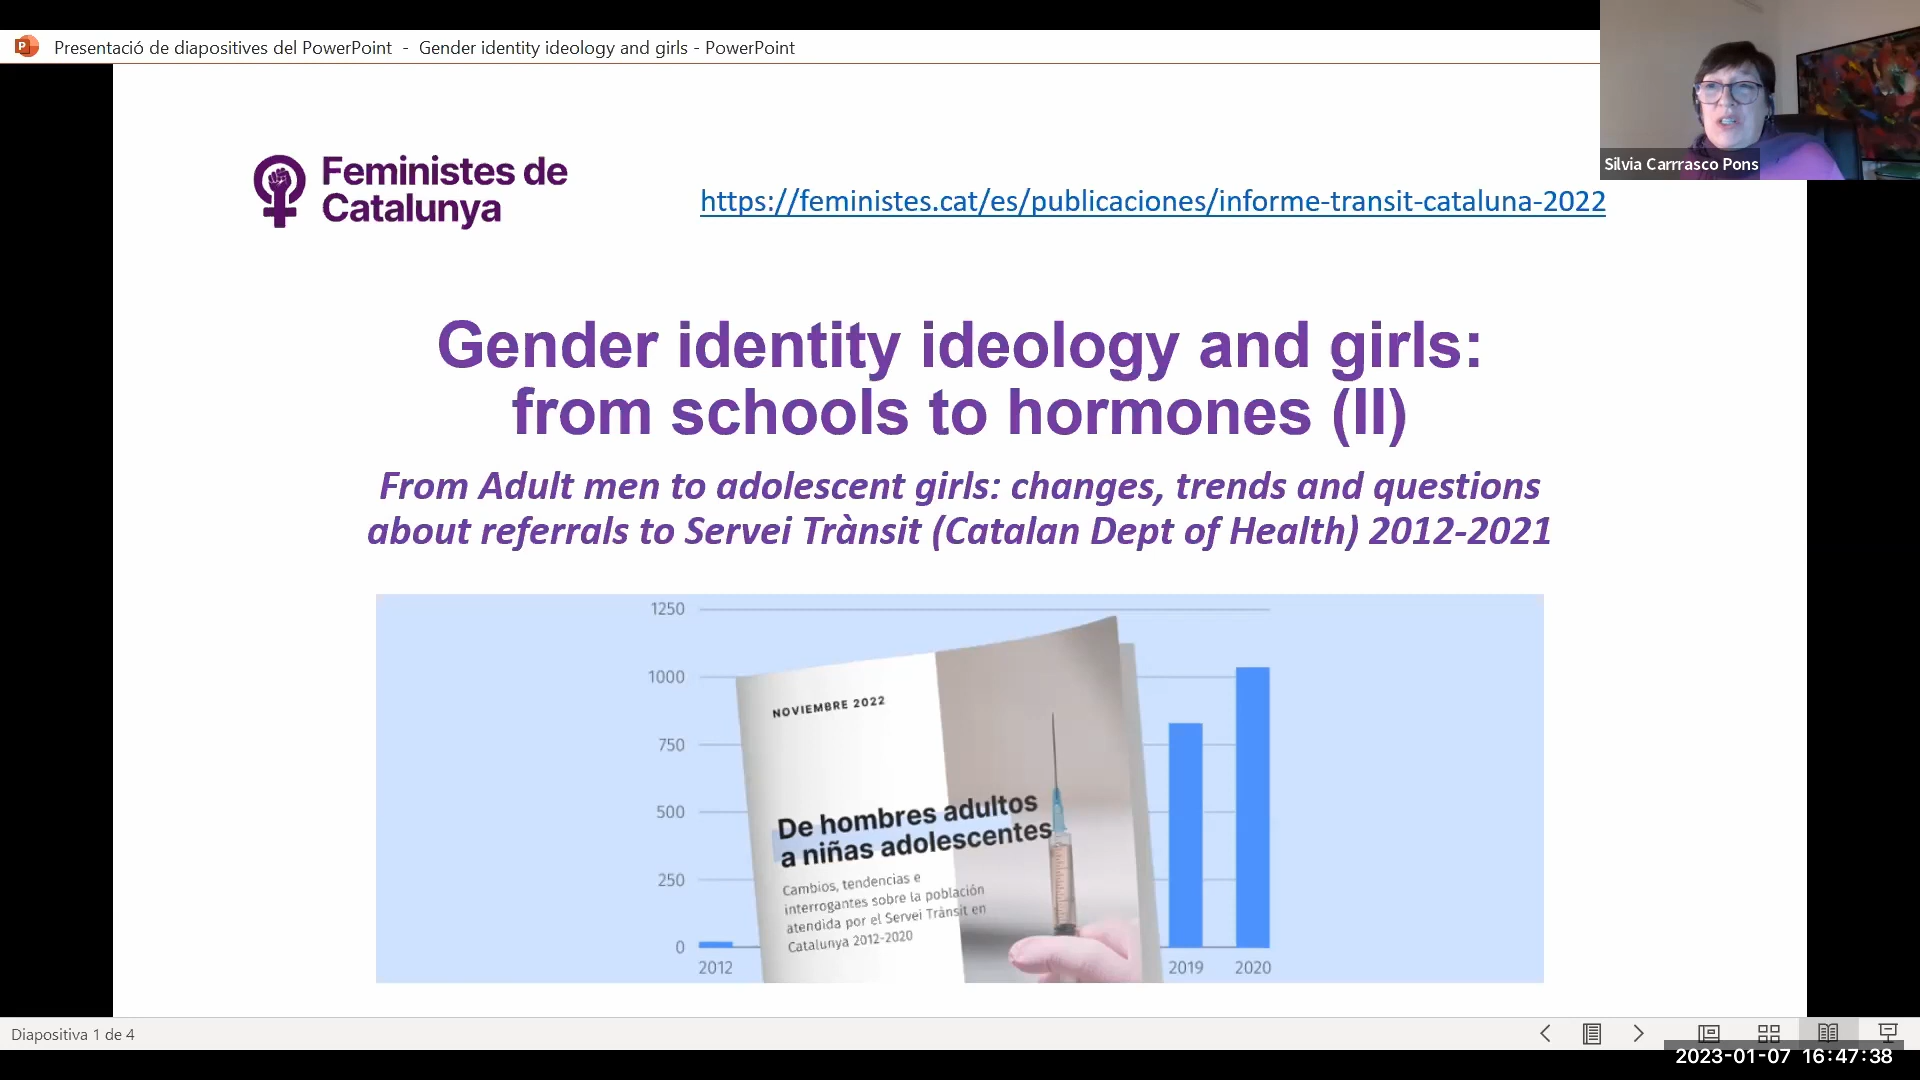 Presentació de diapositives del PowerPoint - Gender identity ideology and girls - PowerPoint
Silvia Carrrasco Pons
Feministes de
Catalunya
https://feministes.cat/es/publicaciones/informe-transit-cataluna-2022
Gender identity ideology and girls:
from schools to hormones (II)
From Adult men to adolescent girls: changes, trends and questions
about referrals to Servei Trànsit (Catalan Dept of Health) 2012-2021
1250
1000
750
500
250
0
2012
2019
2020
NOVIEMBRE 2022
De hombres adultos
a niñas adolescentes
Cambios, tendencias e
interrogantes sobre la población
atendida por el Servei Trànsit en
Catalunya 2012-2020
Diapositiva 1 de 4
2023-01-07 16:47:38